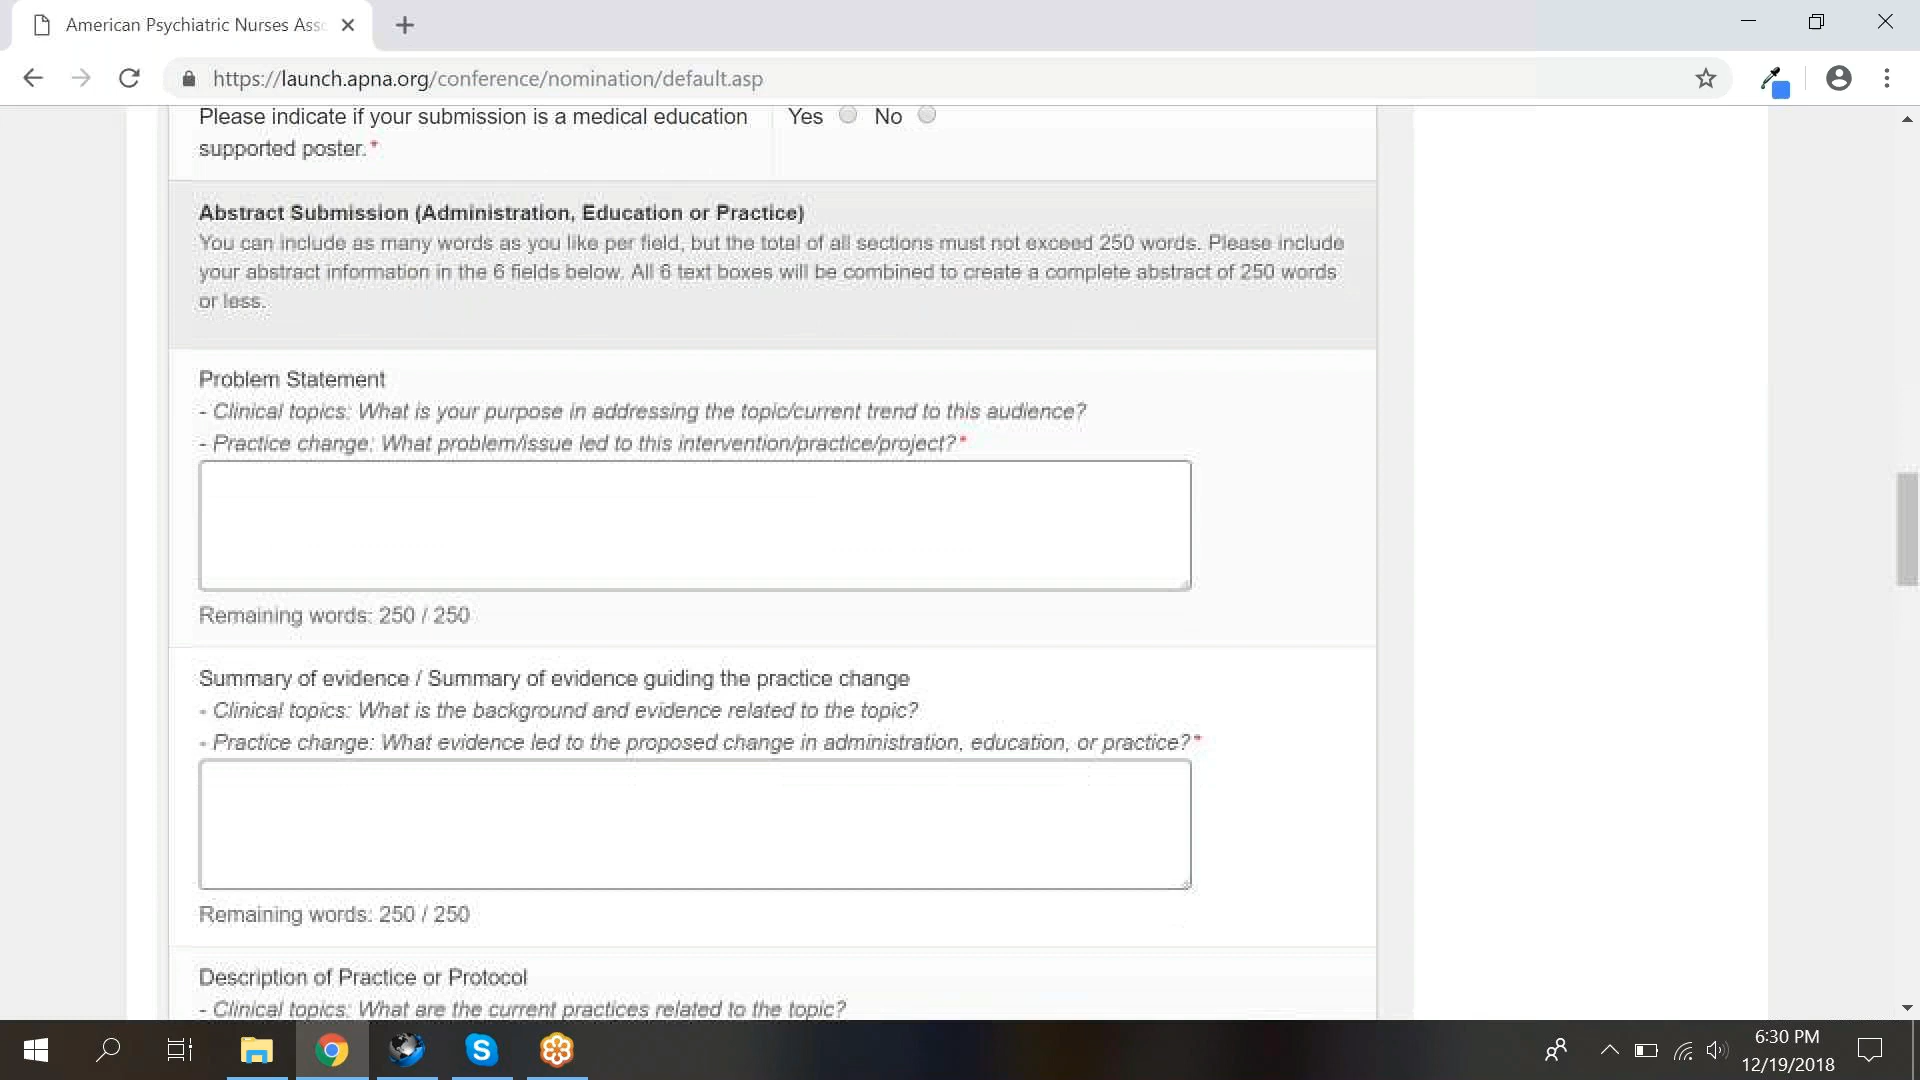 American Psychiatric Nurses Ass
https://launch.apna.org/conference/nomination/default.asp
Please indicate if your submission is a medical education
supported poster.*
Yes No
Abstract Submission (Administration, Education or Practice)
You can include as many words as you like per field, but the total of all sections must not exceed 250 words. Please include
your abstract information in the 6 fields below. All 6 text boxes will be combined to create a complete abstract of 250 words
or less.
Problem Statement
- Clinical topics: What is your purpose in addressing the topic/current trend to this audience?
- Practice change: What problem/issue led to this intervention/practice/project?*
Remaining words: 250 / 250
Summary of evidence / Summary of evidence guiding the practice change
- Clinical topics: What is the background and evidence related to the topic?
- Practice change: What evidence led to the proposed change in administration, education, or practice?*
Remaining words: 250 / 250
Description of Practice or Protocol
- Clinical topics: What are the current practices related to the topic?
6:30 PM
12/19/2018